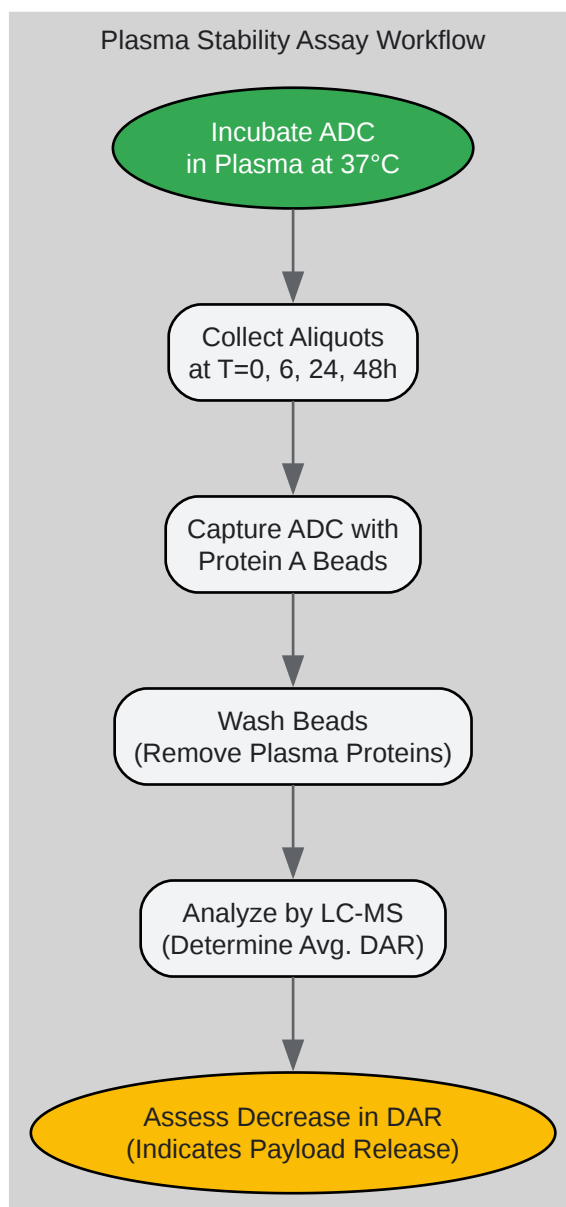 Plasma Stability Assay Workflow
Incubate ADC
in Plasma at 37°C
Collect Aliquots
at T=0, 6, 24, 48h
Capture ADC with
Protein A Beads
Wash Beads
(Remove Plasma Proteins)
Analyze by LC-MS
(Determine Avg. DAR)
Assess Decrease in DAR
(Indicates Payload Release)